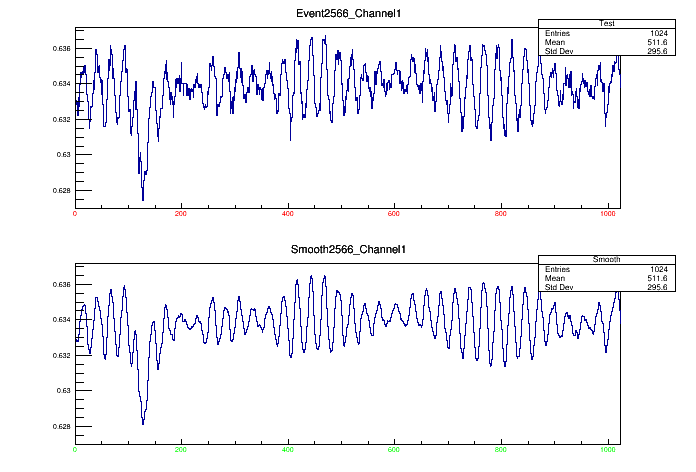 Event2566_Channel1
Test
Entries 1024
Mean 511.6
Std Dev 295.6
0.636
0.634
0.632
0.63
0.628
0 200 400 600 800 1000
Smooth2566_Channel1
Smooth
Entries 1024
Mean 511.6
Std Dev 295.6
0.636
0.634
0.632
0.63
0.628
0 200 400 600 800 1000